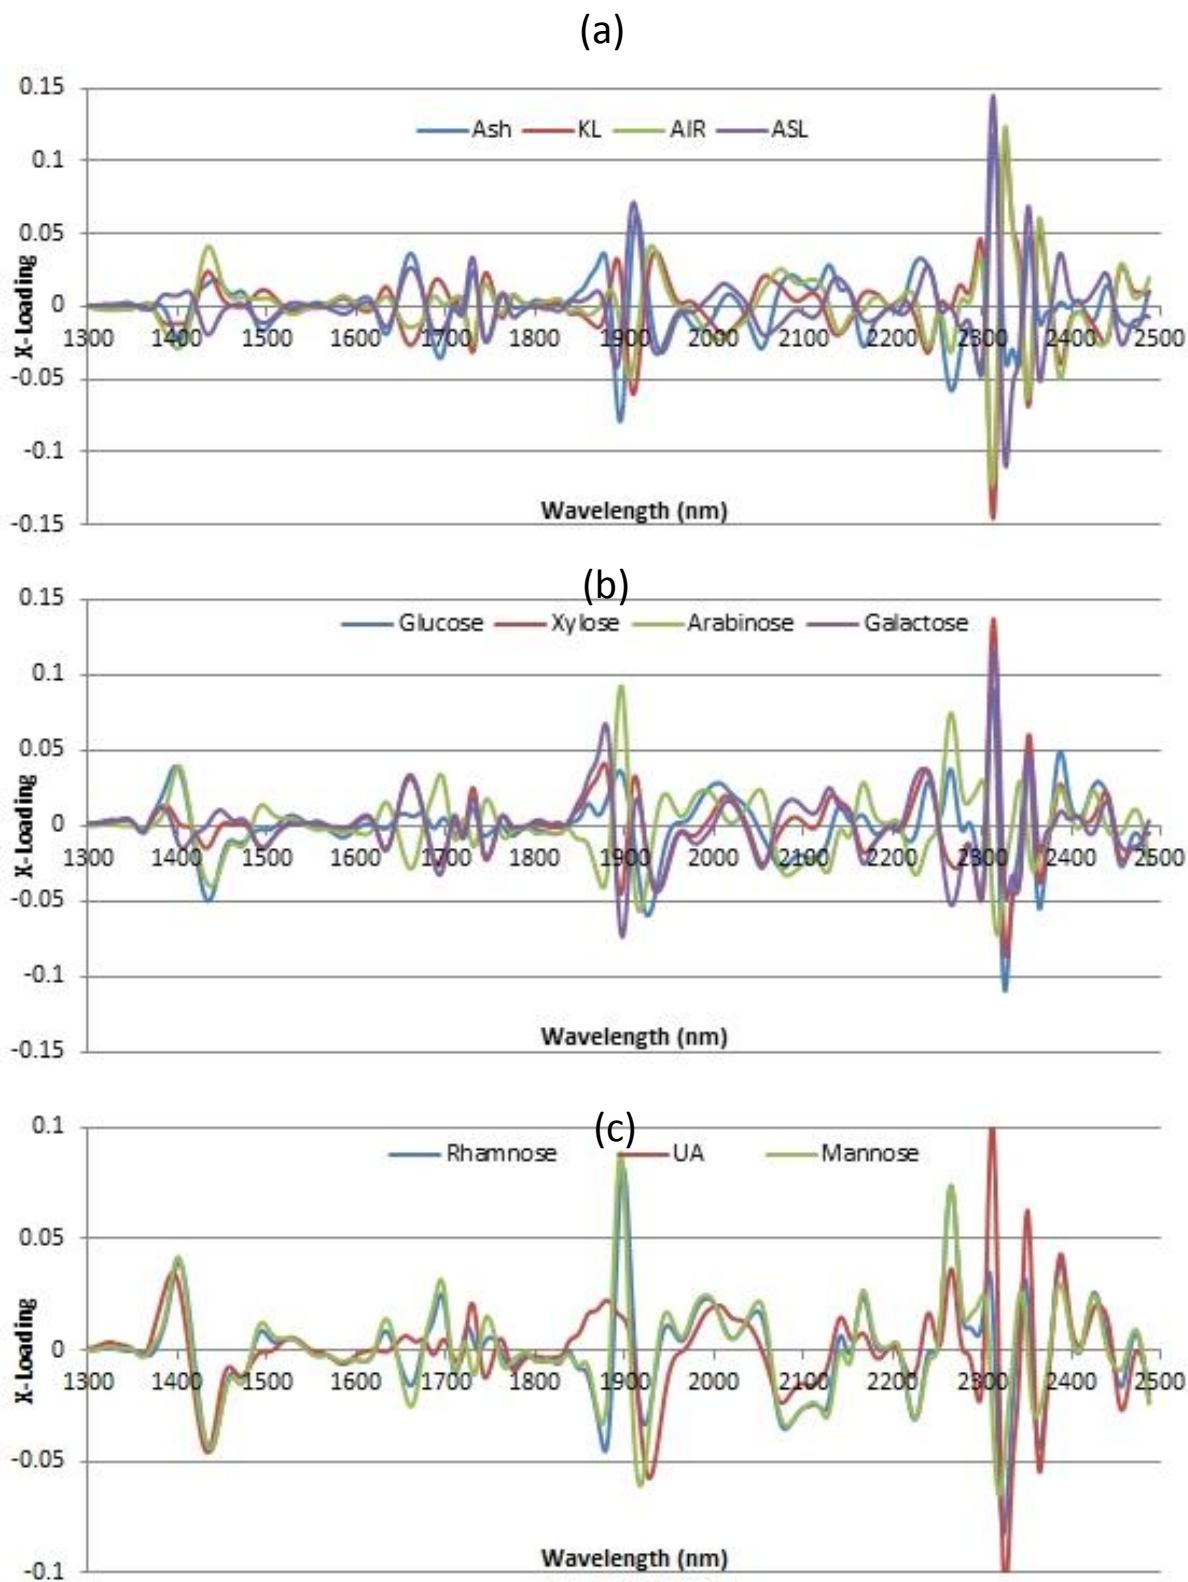 (a)
0.15
Ash KL AIR ASL
0.1
0.05
0
1300 1400 1500 1600 1700 1800 1900 2000 2100 2200 2300 2400 2500
-0.05
-0.1
-0.15
X-Loading
Wavelength (nm)
(b)
0.15
Glucose Xylose Arabinose Galactose
0.1
0.05
0
1300 1400 1500 1600 1700 1800 1900 2000 2100 2200 2300 2400 2500
-0.05
-0.1
-0.15
X-Loading
Wavelength (nm)
(c)
0.1
Rhamnose UA Mannose
0.05
0
1300 1400 1500 1600 1700 1800 1900 2000 2100 2200 2300 2400 2500
-0.05
-0.1
X-Loading
Wavelength (nm)